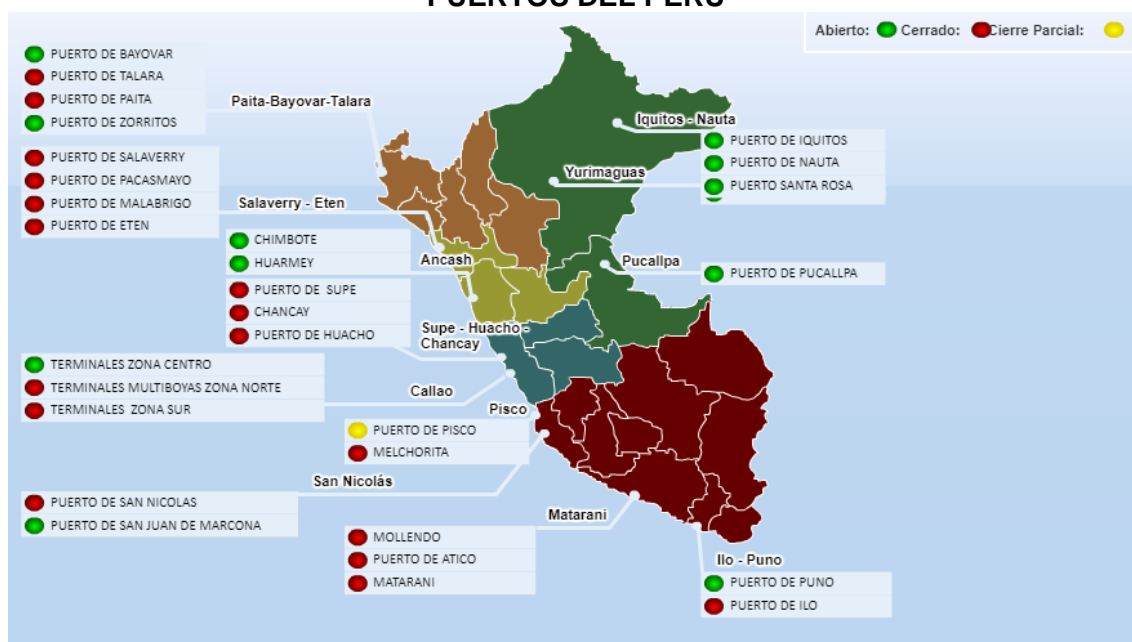 PUERTOS DEL PERÚ
Abierto: Cerrado: Cierre Parcial:
PUERTO DE BAYOVAR
PUERTO DE TALARA
PUERTO DE PAITA
PUERTO DE ZORRITOS
Paita-Bayovar-Talara
Iquitos - Nauta
PUERTO DE IQUITOS
PUERTO DE NAUTA
PUERTO SANTA ROSA
Yurimaguas
PUERTO DE SALAVERRY
PUERTO DE PACASMAYO
PUERTO DE MALABRIGO
PUERTO DE ETEN
Salaverry - Eten
CHIMBOTE
HUARMEY
Ancash
Pucallpa
PUERTO DE PUCALLPA
PUERTO DE SUPE
CHANCAY
PUERTO DE HUACHO
Supe - Huacho -
Chancay
TERMINALES ZONA CENTRO
TERMINALES MULTIBOYAS ZONA NORTE
TERMINALES ZONA SUR
Callao
Pisco
PUERTO DE PISCO
MELCHORITA
San Nicolás
PUERTO DE SAN NICOLAS
PUERTO DE SAN JUAN DE MARCONA
Matarani
MOLLENDO
PUERTO DE ATICO
MATARANI
Ilo - Puno
PUERTO DE PUNO
PUERTO DE ILO